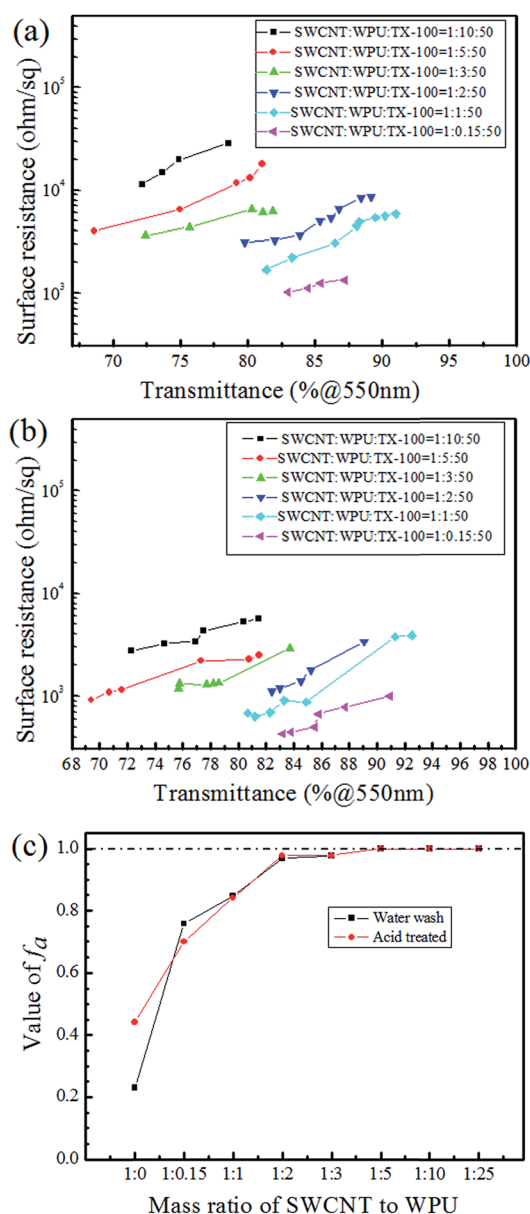 (a)
SWCNT:WPU:TX-100=1:10:50
SWCNT:WPU:TX-100=1:5:50
SWCNT:WPU:TX-100=1:3:50
SWCNT:WPU:TX-100=1:2:50
SWCNT:WPU:TX-100=1:1:50
SWCNT:WPU:TX-100=1:0.15:50
Surface resistance (ohm/sq)
10^5
10^4
10^3
70 75 80 85 90 95 100
Transmittance (%@550nm)
(b)
SWCNT:WPU:TX-100=1:10:50
SWCNT:WPU:TX-100=1:5:50
SWCNT:WPU:TX-100=1:3:50
SWCNT:WPU:TX-100=1:2:50
SWCNT:WPU:TX-100=1:1:50
SWCNT:WPU:TX-100=1:0.15:50
Surface resistance (ohm/sq)
10^5
10^4
10^3
68 70 72 74 76 78 80 82 84 86 88 90 92 94 96 98 100
Transmittance (%@550nm)
(c)
Value of fa
1.0
0.8
0.6
0.4
0.2
0.0
Water wash
Acid treated
1:0 1:0.15 1:1 1:2 1:3 1:5 1:10 1:25
Mass ratio of SWCNT to WPU